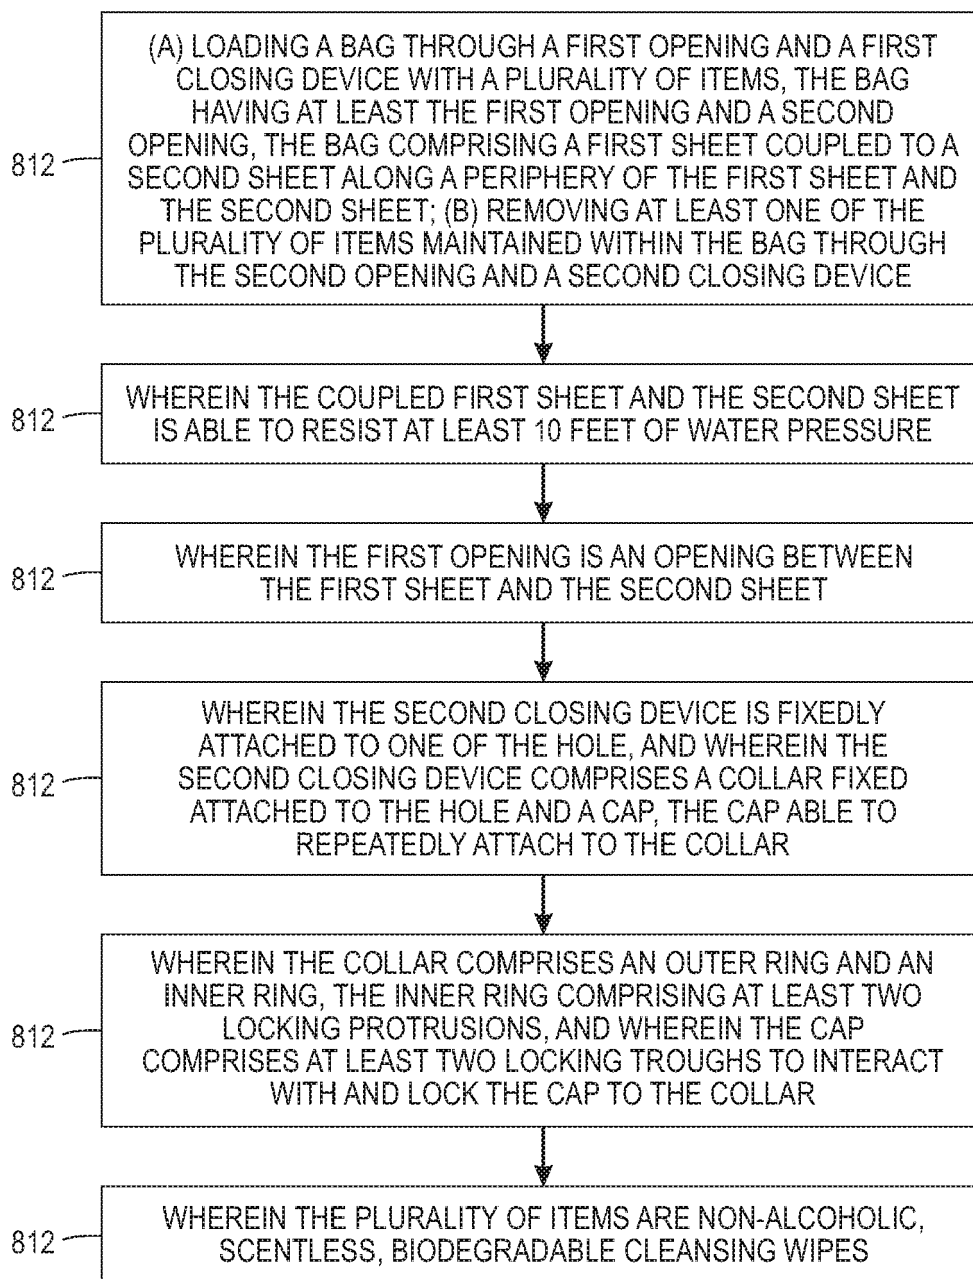 (A) LOADING A BAG THROUGH A FIRST OPENING AND A FIRST
CLOSING DEVICE WITH A PLURALITY OF ITEMS, THE BAG
HAVING AT LEAST THE FIRST OPENING AND A SECOND
OPENING, THE BAG COMPRISING A FIRST SHEET COUPLED TO A
SECOND SHEET ALONG A PERIPHERY OF THE FIRST SHEET AND
THE SECOND SHEET; (B) REMOVING AT LEAST ONE OF THE
PLURALITY OF ITEMS MAINTAINED WITHIN THE BAG THROUGH
THE SECOND OPENING AND A SECOND CLOSING DEVICE
812
WHEREIN THE COUPLED FIRST SHEET AND THE SECOND SHEET
IS ABLE TO RESIST AT LEAST 10 FEET OF WATER PRESSURE
812
WHEREIN THE FIRST OPENING IS AN OPENING BETWEEN
THE FIRST SHEET AND THE SECOND SHEET
812
WHEREIN THE SECOND CLOSING DEVICE IS FIXEDLY
ATTACHED TO ONE OF THE HOLE, AND WHEREIN THE
SECOND CLOSING DEVICE COMPRISES A COLLAR FIXED
ATTACHED TO THE HOLE AND A CAP, THE CAP ABLE TO
REPEATEDLY ATTACH TO THE COLLAR
812
WHEREIN THE COLLAR COMPRISES AN OUTER RING AND AN
INNER RING, THE INNER RING COMPRISING AT LEAST TWO
LOCKING PROTRUSIONS, AND WHEREIN THE CAP
COMPRISES AT LEAST TWO LOCKING TROUGHS TO INTERACT
WITH AND LOCK THE CAP TO THE COLLAR
812
WHEREIN THE PLURALITY OF ITEMS ARE NON-ALCOHOLIC,
SCENTLESS, BIODEGRADABLE CLEANSING WIPES
812